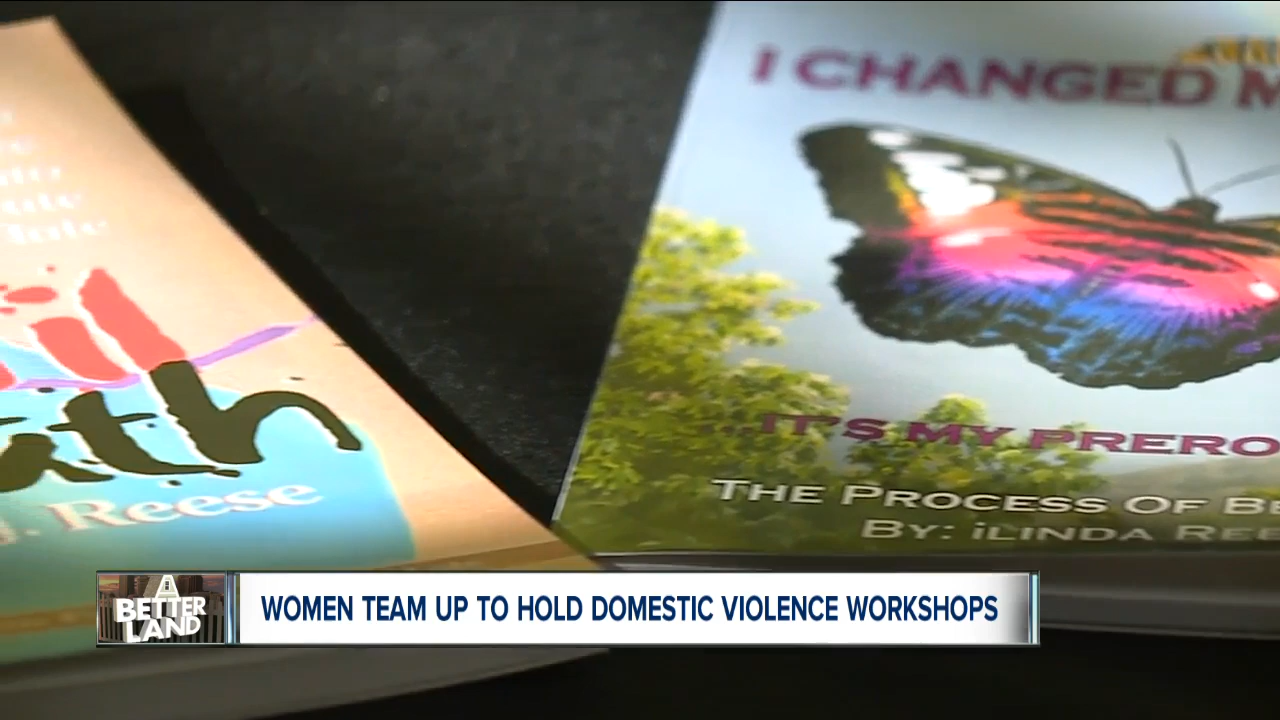 th
J. Reese
I CHANGED M
...IT'S MY PRERO
THE PROCESS OF BE
BY: iLINDA REE
A
BETTER
LAND
WOMEN TEAM UP TO HOLD DOMESTIC VIOLENCE WORKSHOPS